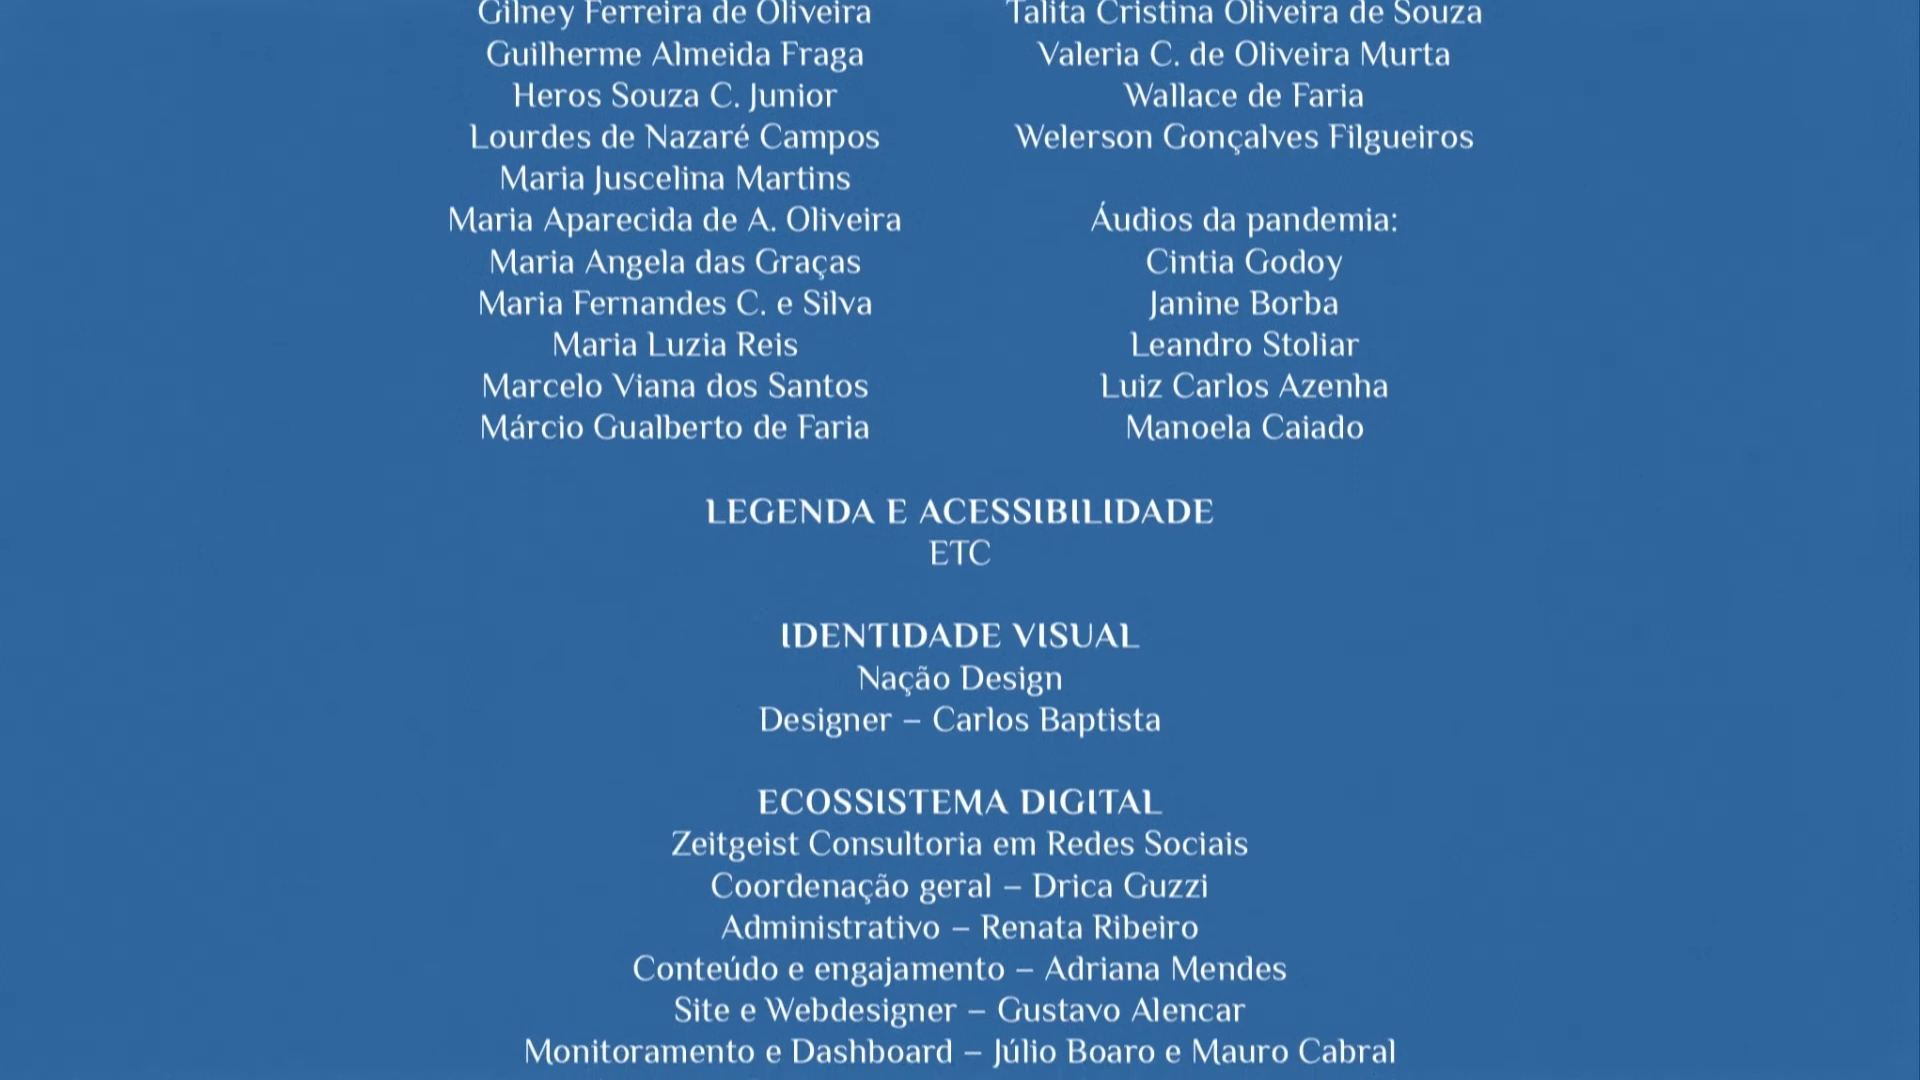 Gilney Ferreira de Oliveira
Guilherme Almeida Fraga
Heros Souza C. Junior
Lourdes de Nazaré Campos
Maria Juscelina Martins
Maria Aparecida de A. Oliveira
Maria Angela das Graças
Maria Fernandes C. e Silva
Maria Luzia Reis
Marcelo Viana dos Santos
Márcio Gualberto de Faria
Talita Cristina Oliveira de Souza
Valeria C. de Oliveira Murta
Wallace de Faria
Welerson Gonçalves Filgueiros
Áudios da pandemia:
Cintia Godoy
Janine Borba
Leandro Stoliar
Luiz Carlos Azenha
Manoela Caiado
LEGENDA E ACESSIBILIDADE
ETC
IDENTIDADE VISUAL
Nação Design
Designer – Carlos Baptista
ECOSSISTEMA DIGITAL
Zeitgeist Consultoria em Redes Sociais
Coordenação geral – Drica Guzzi
Administrativo – Renata Ribeiro
Conteúdo e engajamento – Adriana Mendes
Site e Webdesigner – Gustavo Alencar
Monitoramento e Dashboard – Júlio Boaro e Mauro Cabral